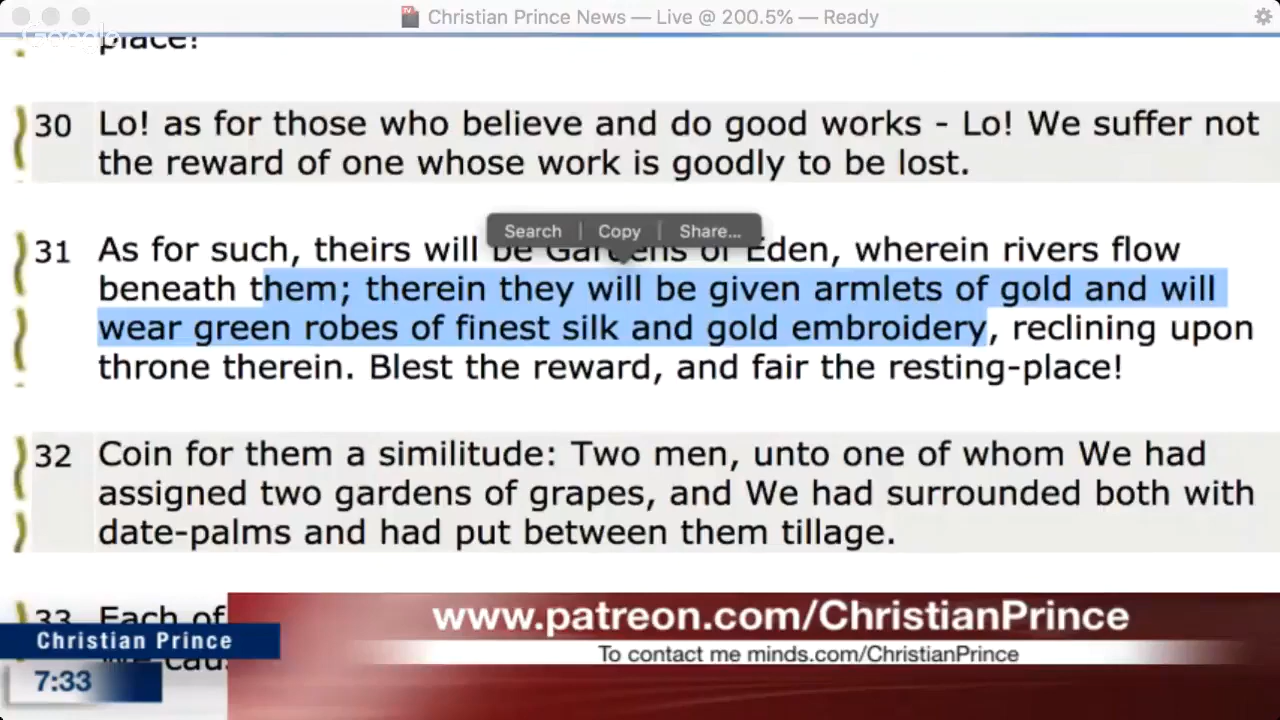 Christian Prince News — Live @ 200.5% — Ready
Google
place!
30 Lo! as for those who believe and do good works - Lo! We suffer not
the reward of one whose work is goodly to be lost.
Search Copy Share...
31 As for such, theirs will be Gardens of Eden, wherein rivers flow
beneath them; therein they will be given armlets of gold and will
wear green robes of finest silk and gold embroidery, reclining upon
throne therein. Blest the reward, and fair the resting-place!
32 Coin for them a similitude: Two men, unto one of whom We had
assigned two gardens of grapes, and We had surrounded both with
date-palms and had put between them tillage.
33 Each of
www.patreon.com/ChristianPrince
Christian Prince
To contact me minds.com/ChristianPrince
7:33